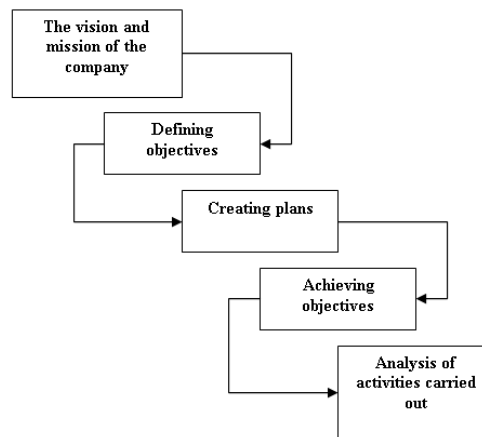 The vision and
mission of the
company
Defining
objectives
Creating plans
Achieving
objectives
Analysis of
activities carried
out